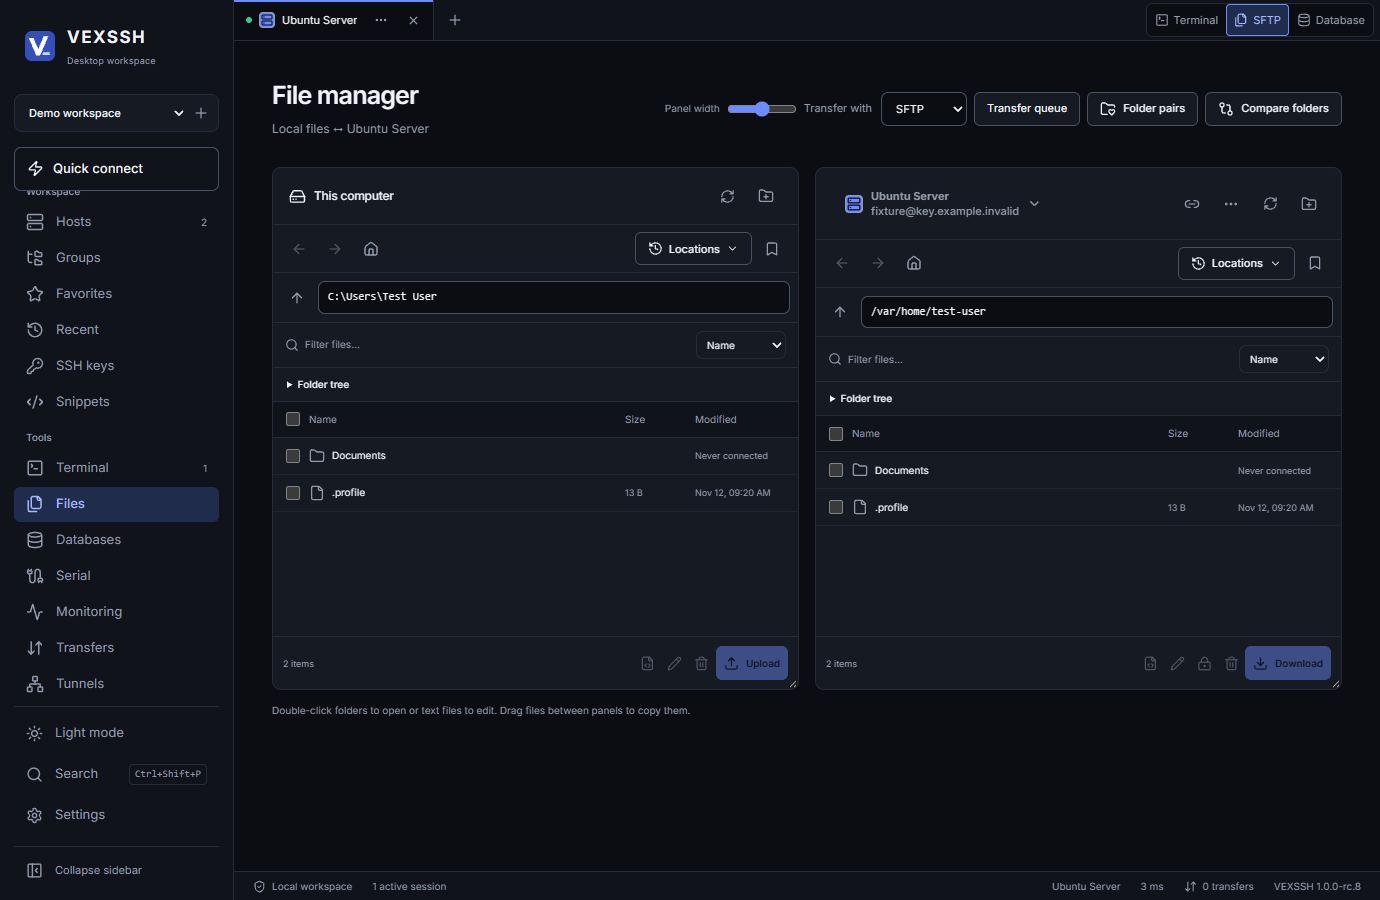 VEXSSH
Desktop workspace
Demo workspace
Quick connect
Workspace
Hosts 2
Groups
Favorites
Recent
SSH keys
Snippets
Tools
Terminal 1
Files
Databases
Serial
Monitoring
Transfers
Tunnels
Light mode
Search Ctrl+Shift+P
Settings
Collapse sidebar
Ubuntu Server
Terminal SFTP Database
File manager
Local files ↔ Ubuntu Server
Panel width Transfer with SFTP Transfer queue Folder pairs Compare folders
This computer
Locations
C:\Users\Test User
Filter files... Name
Folder tree
Name Size Modified
Documents Never connected
.profile 13 B Nov 12, 09:20 AM
2 items Upload
Ubuntu Server
fixture@key.example.invalid
Locations
/var/home/test-user
Filter files... Name
Folder tree
Name Size Modified
Documents Never connected
.profile 13 B Nov 12, 09:20 AM
2 items Download
Double-click folders to open or text files to edit. Drag files between panels to copy them.
Local workspace 1 active session Ubuntu Server 3 ms 0 transfers VEXSSH 1.0.0-rc.8